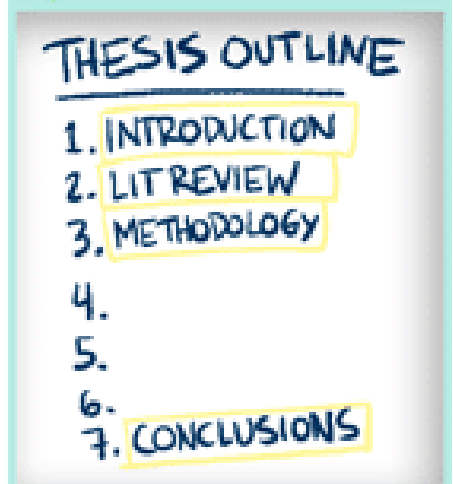 THESIS OUTLINE
1. INTRODUCTION
2. LIT REVIEW
3. METHODOLOGY
4.
5.
6.
7. CONCLUSIONS